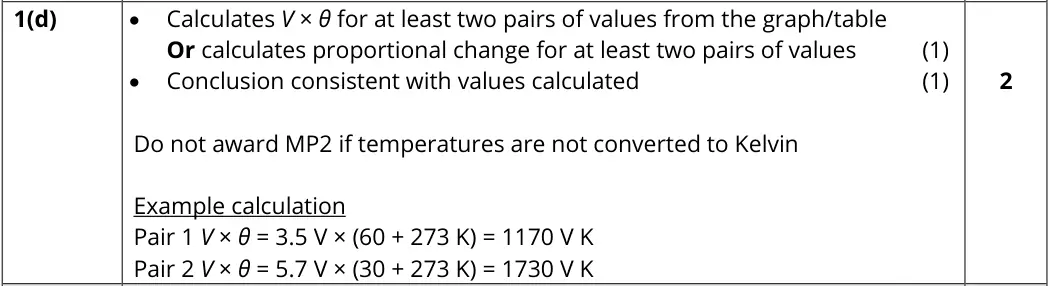 1(d) • Calculates V × θ for at least two pairs of values from the graph/table
Or calculates proportional change for at least two pairs of values (1)
• Conclusion consistent with values calculated (1) 2
Do not award MP2 if temperatures are not converted to Kelvin
Example calculation
Pair 1 V × θ = 3.5 V × (60 + 273 K) = 1170 V K
Pair 2 V × θ = 5.7 V × (30 + 273 K) = 1730 V K